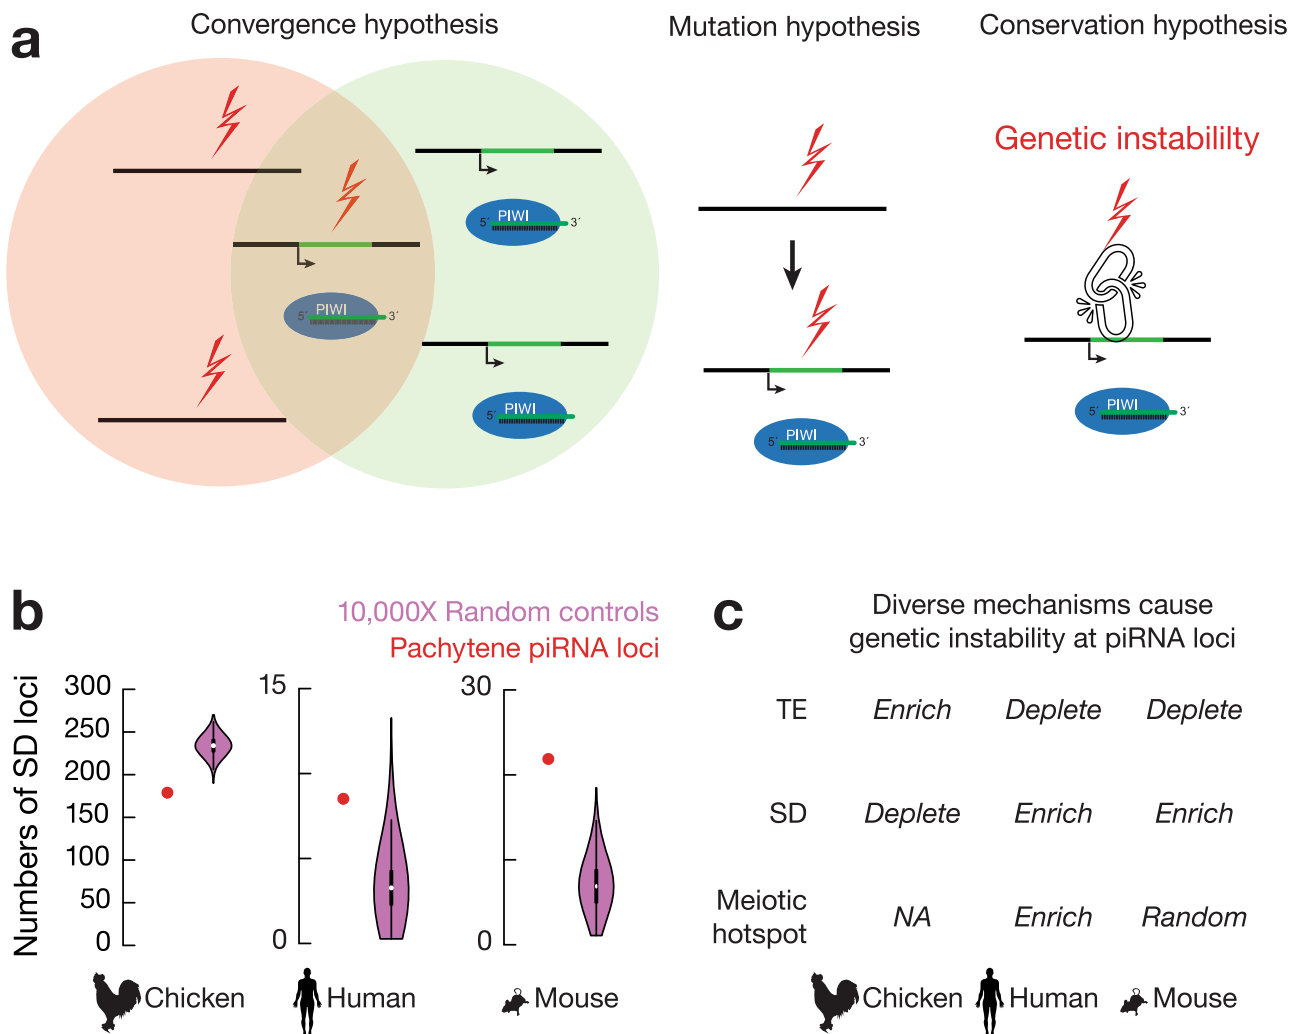 a
Convergence hypothesis
Mutation hypothesis
Conservation hypothesis
Genetic instabililty
5´ PIWI 3´
5´ PIWI 3´
5´ PIWI
5´ PIWI 3´
5´ PIWI 3´
b
10,000X Random controls
Pachytene piRNA loci
Numbers of SD loci
300
250
200
150
100
50
0
15
0
30
0
Chicken
Human
Mouse
c
Diverse mechanisms cause
genetic instability at piRNA loci
TE Enrich Deplete Deplete
SD Deplete Enrich Enrich
Meiotic
hotspot NA Enrich Random
Chicken Human Mouse